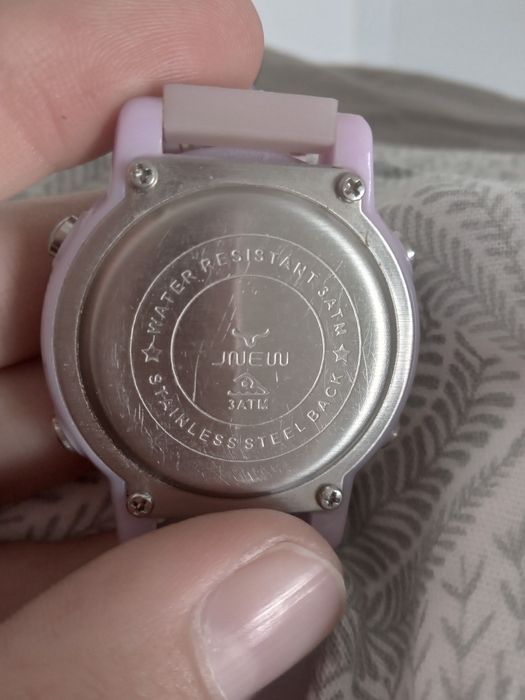 WATER RESISTANT 3ATM
JNEW
3ATM
STAINLESS STEEL BACK